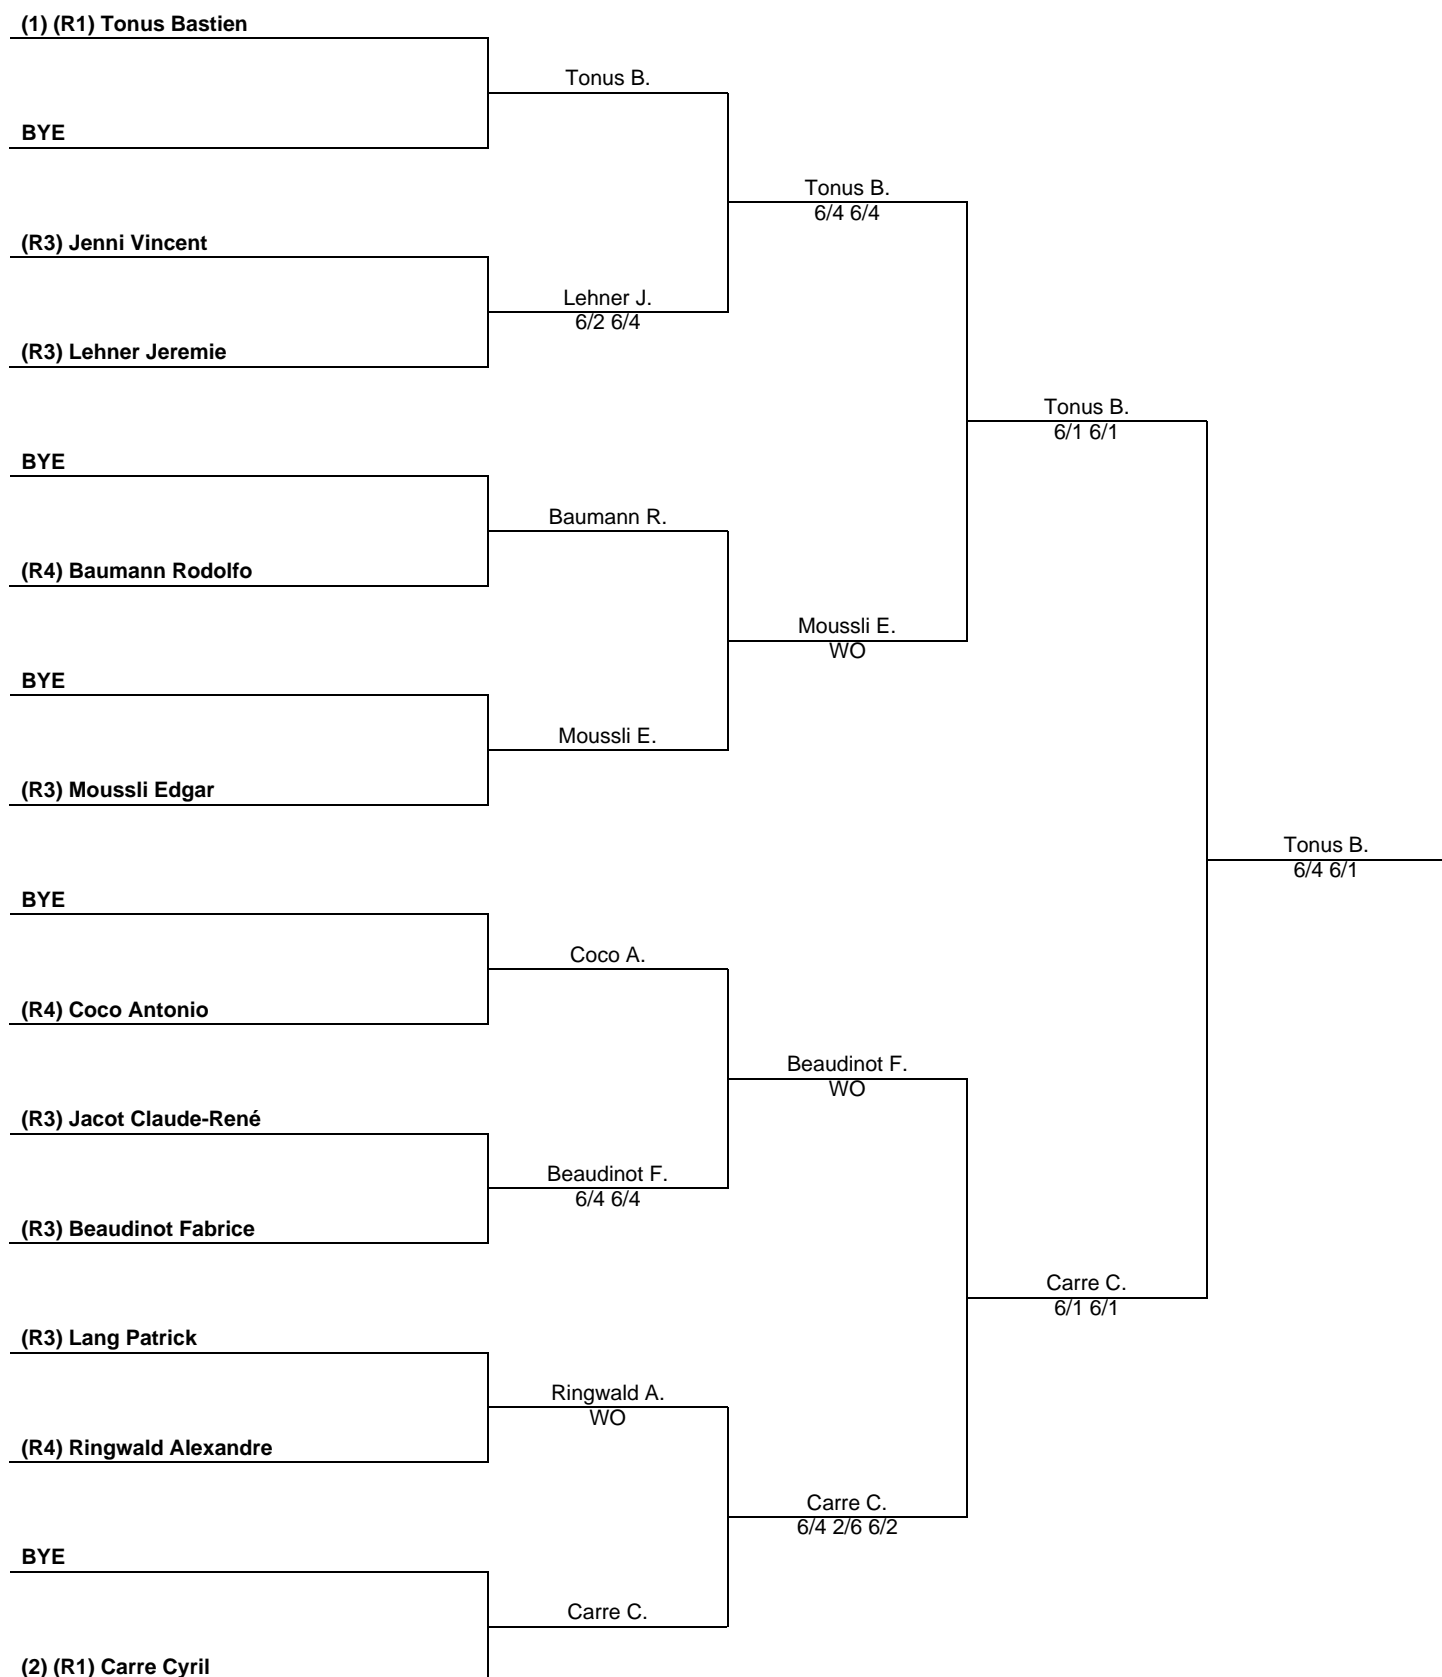 (1) (R1) Tonus Bastien
Tonus B.
BYE
Tonus B.
6/4 6/4
(R3) Jenni Vincent
Lehner J.
6/2 6/4
(R3) Lehner Jeremie
Tonus B.
6/1 6/1
BYE
Baumann R.
(R4) Baumann Rodolfo
Moussli E.
WO
BYE
Moussli E.
(R3) Moussli Edgar
Tonus B.
6/4 6/1
BYE
Coco A.
(R4) Coco Antonio
Beaudinot F.
WO
(R3) Jacot Claude-René
Beaudinot F.
6/4 6/4
(R3) Beaudinot Fabrice
Carre C.
6/1 6/1
(R3) Lang Patrick
Ringwald A.
WO
(R4) Ringwald Alexandre
Carre C.
6/4 2/6 6/2
BYE
Carre C.
(2) (R1) Carre Cyril